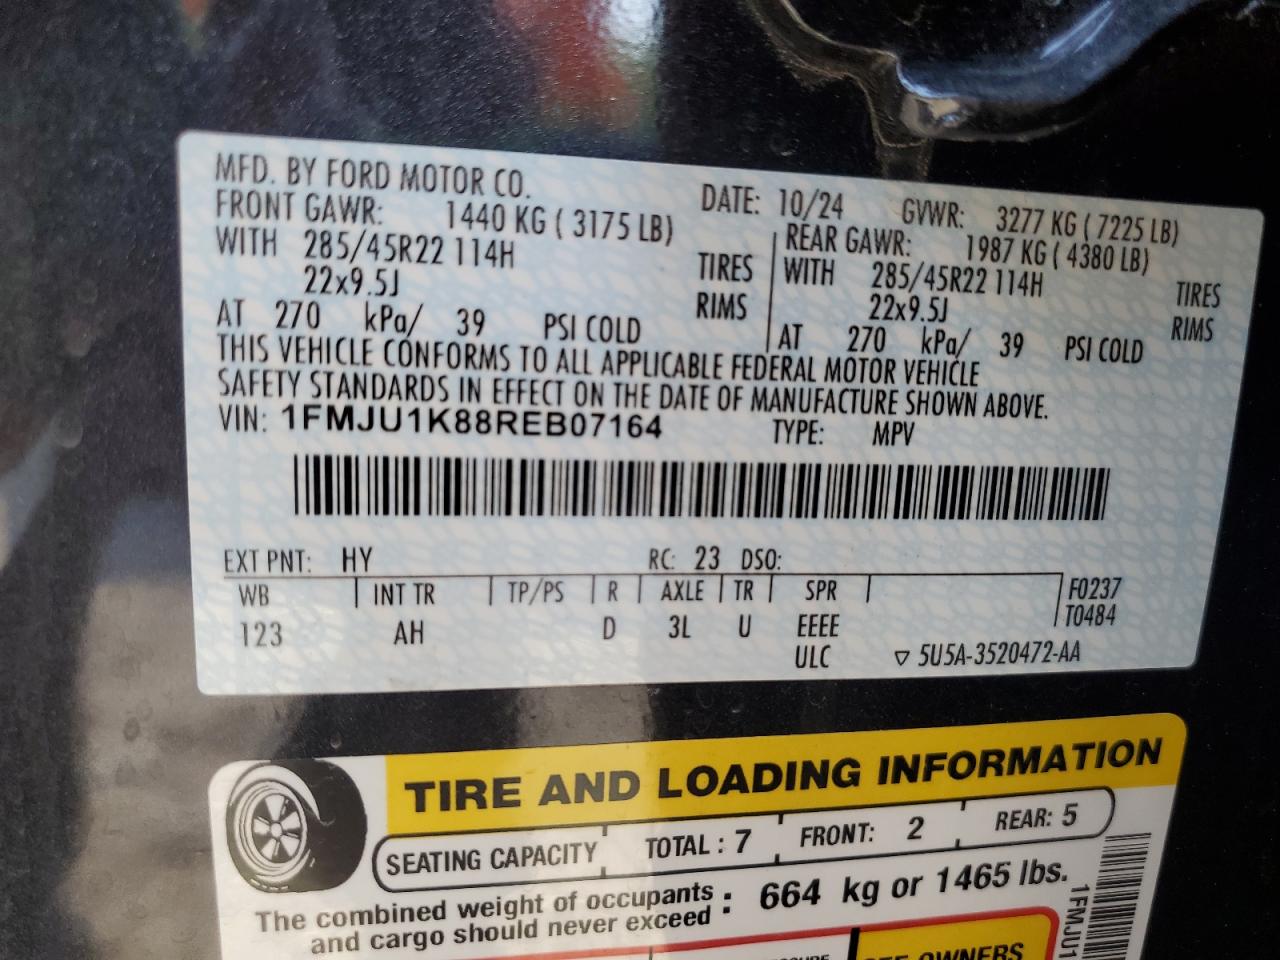 MFD. BY FORD MOTOR CO.
DATE: 10/24 GVWR: 3277 KG ( 7225 LB)
FRONT GAWR: 1440 KG ( 3175 LB)
WITH 285/45R22 114H TIRES
22x9.5J RIMS
AT 270 kPa/ 39 PSI COLD
REAR GAWR: 1987 KG ( 4380 LB)
WITH 285/45R22 114H TIRES
22x9.5J RIMS
AT 270 kPa/ 39 PSI COLD
THIS VEHICLE CONFORMS TO ALL APPLICABLE FEDERAL MOTOR VEHICLE
SAFETY STANDARDS IN EFFECT ON THE DATE OF MANUFACTURE SHOWN ABOVE.
VIN: 1FMJU1K88REB07164 TYPE: MPV
EXT PNT: HY RC: 23 DSO:
WB INT TR TP/PS R AXLE TR SPR F0237
T0484
123 AH D 3L U EEEE
ULC ▽ 5U5A-3520472-AA
TIRE AND LOADING INFORMATION
SEATING CAPACITY TOTAL : 7 FRONT: 2 REAR: 5
The combined weight of occupants
and cargo should never exceed : 664 kg or 1465 lbs.
OWNERS
1FMJU1